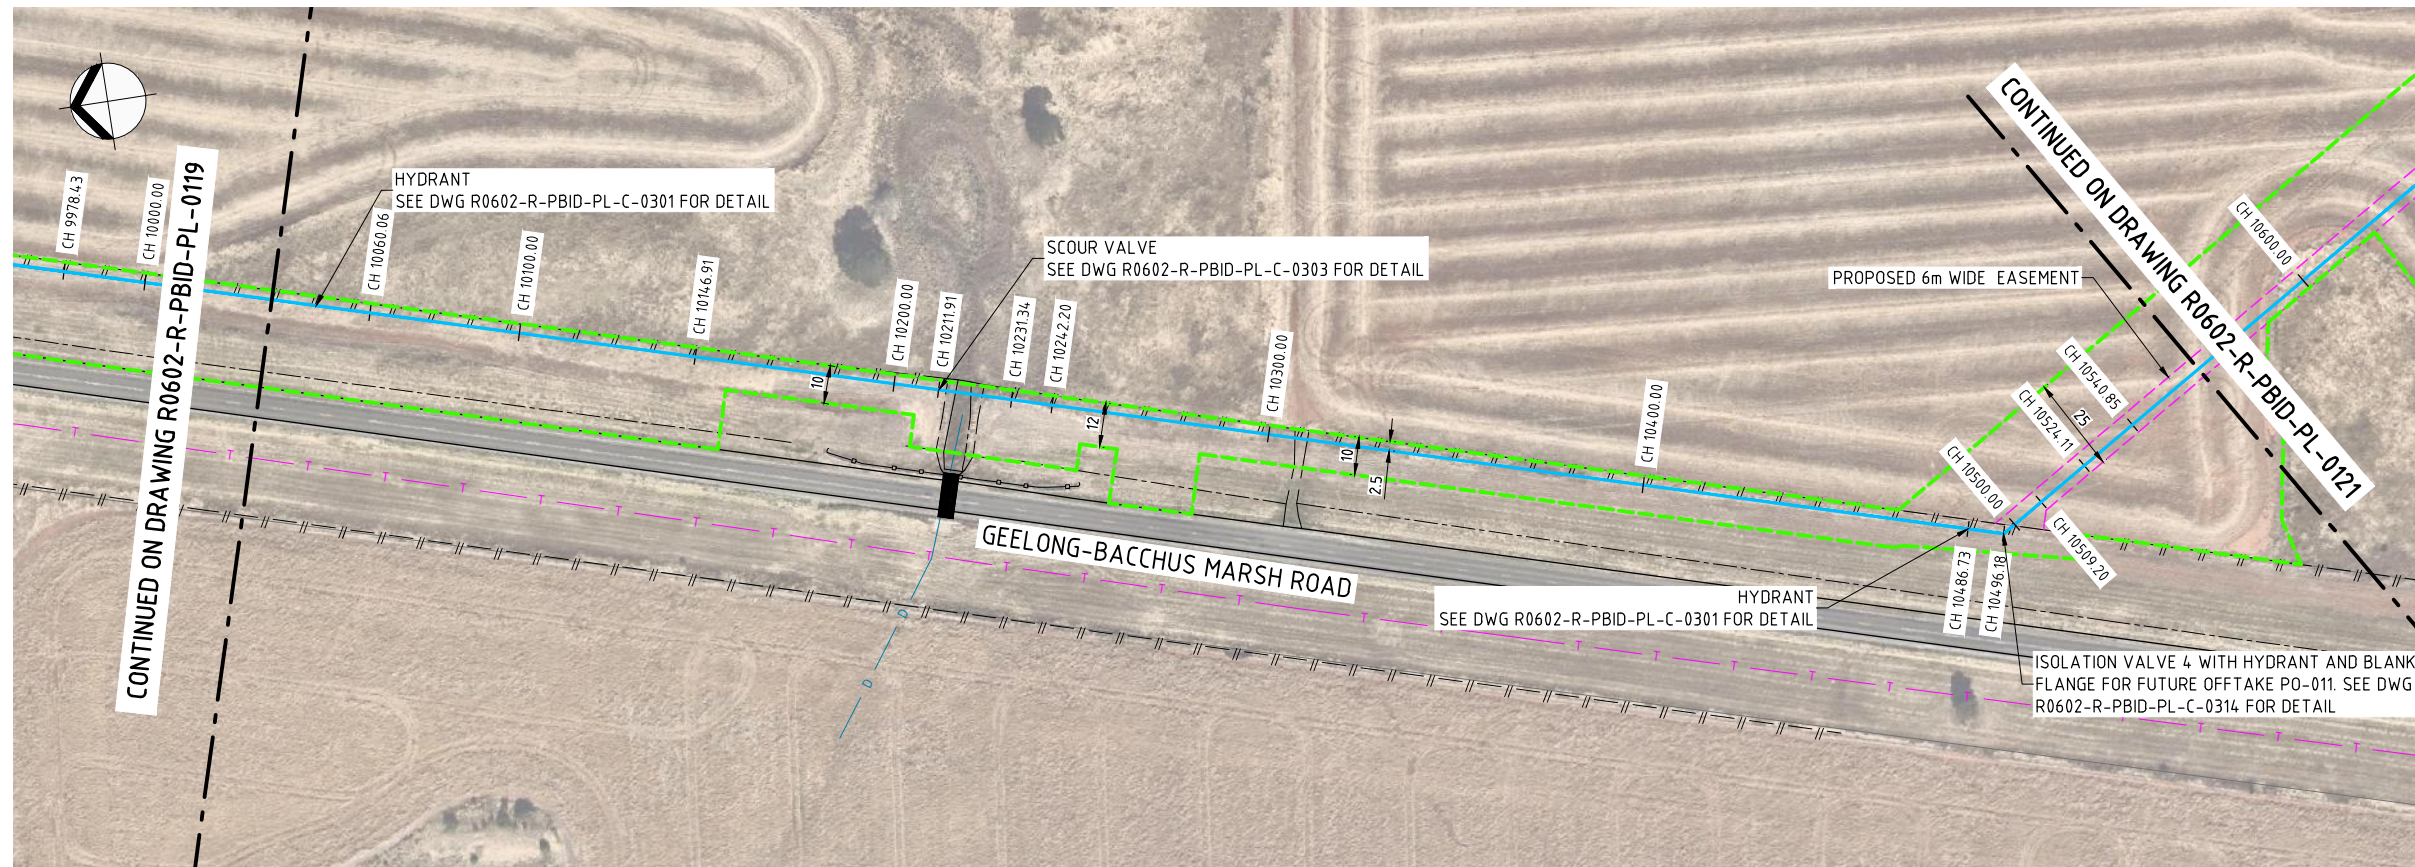 CONTINUED ON DRAWING R0602-R-PBID-PL-0119
CH 9978.43
CH 10000.00
HYDRANT
SEE DWG R0602-R-PBID-PL-C-0301 FOR DETAIL
CH 10060.06
CH 10100.00
CH 10146.91
10
CH 10200.00
CH 10211.91
SCOUR VALVE
SEE DWG R0602-R-PBID-PL-C-0303 FOR DETAIL
CH 10231.34
CH 10242.20
12
CH 10300.00
10
2.5
CH 10400.00
GEELONG-BACCHUS MARSH ROAD
T T T T T T T T T T T T T T T T T T T T T T T T T T T T
D
D
HYDRANT
SEE DWG R0602-R-PBID-PL-C-0301 FOR DETAIL
CH 10486.73
CH 10496.18
CH 10500.00
CH 10509.20
CH 10524.11
25
CH 10540.85
PROPOSED 6m WIDE EASEMENT
CH 10600.00
CONTINUED ON DRAWING R0602-R-PBID-PL-0121
ISOLATION VALVE 4 WITH HYDRANT AND BLANK
FLANGE FOR FUTURE OFFTAKE PO-011. SEE DWG
R0602-R-PBID-PL-C-0314 FOR DETAIL